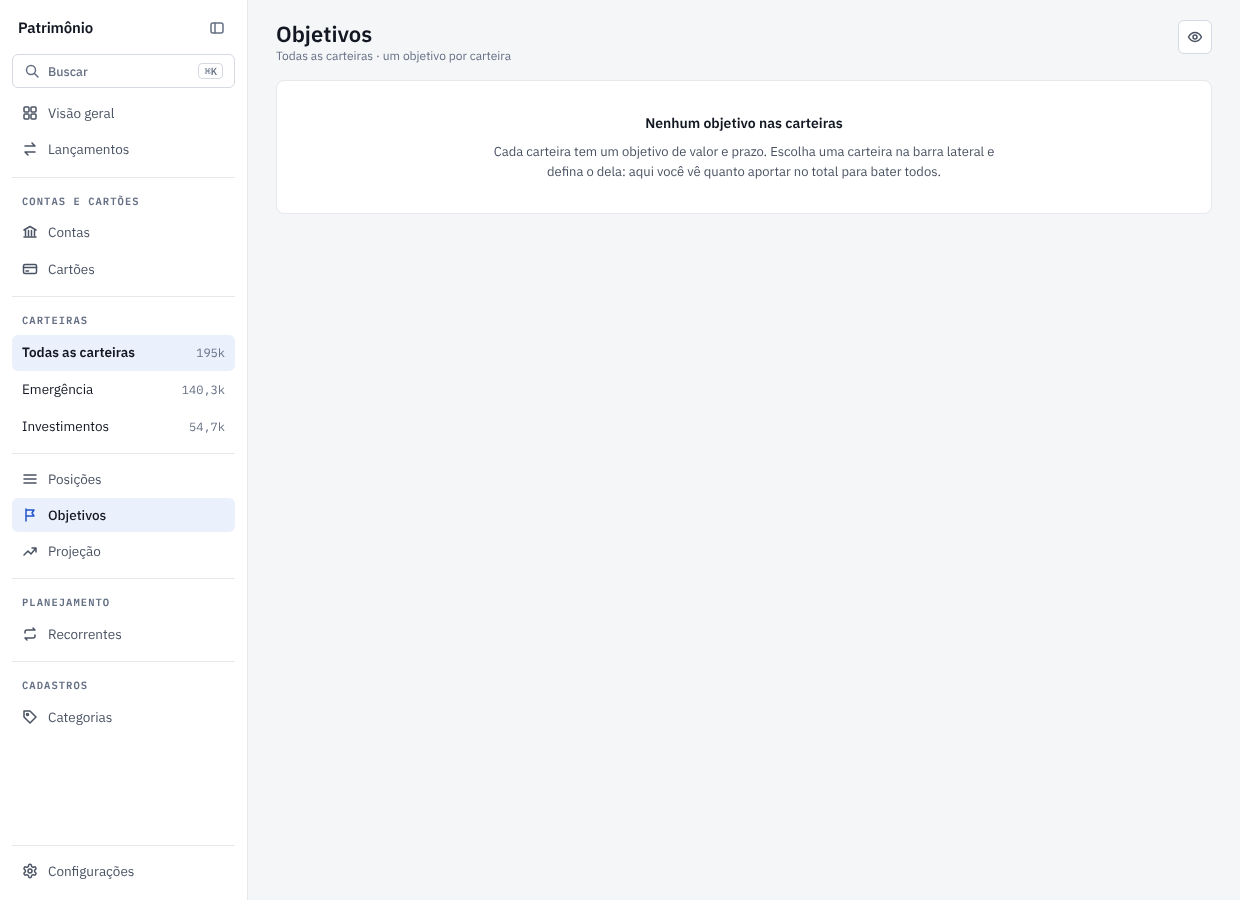 Patrimônio
Buscar ⌘K
Visão geral
Lançamentos
CONTAS E CARTÕES
Contas
Cartões
CARTEIRAS
Todas as carteiras 195k
Emergência 140,3k
Investimentos 54,7k
Posições
Objetivos
Projeção
PLANEJAMENTO
Recorrentes
CADASTROS
Categorias
Configurações
Objetivos
Todas as carteiras · um objetivo por carteira
Nenhum objetivo nas carteiras
Cada carteira tem um objetivo de valor e prazo. Escolha uma carteira na barra lateral e
defina o dela: aqui você vê quanto aportar no total para bater todos.